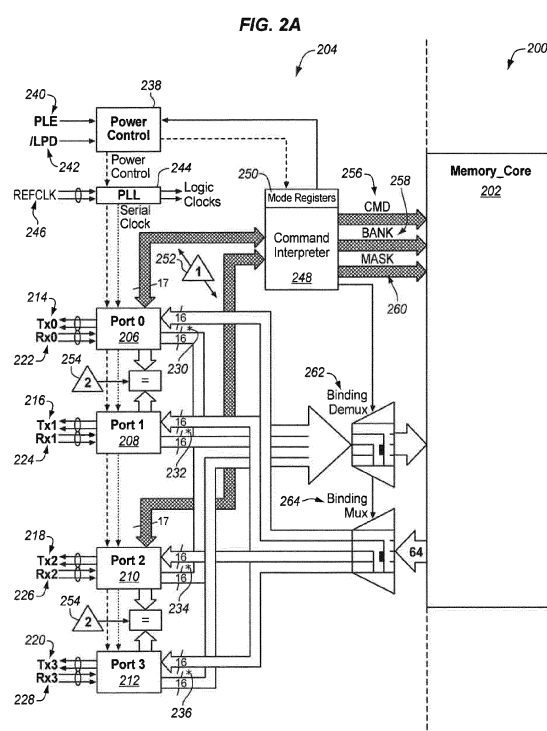 FIG. 2A
204
200
238
240
PLE
Power
Control
/LPD
242
Power
Control
244
250
Mode Registers
Memory_Core
202
REFCLK
PLL
Logic
Clocks
246
Serial
Clock
256
258
CMD
BANK
MASK
Command
Interpreter
248
260
252
1
17
214
Tx0
Rx0
222
Port 0
206
16
*
16
230
254
2
=
262
Binding
Demux
216
Tx1
Rx1
224
Port 1
208
16
*
16
232
264
Binding
Mux
17
64
218
Tx2
Rx2
226
Port 2
210
16
*
16
234
254
2
=
220
Tx3
Rx3
228
Port 3
212
16
*
16
236